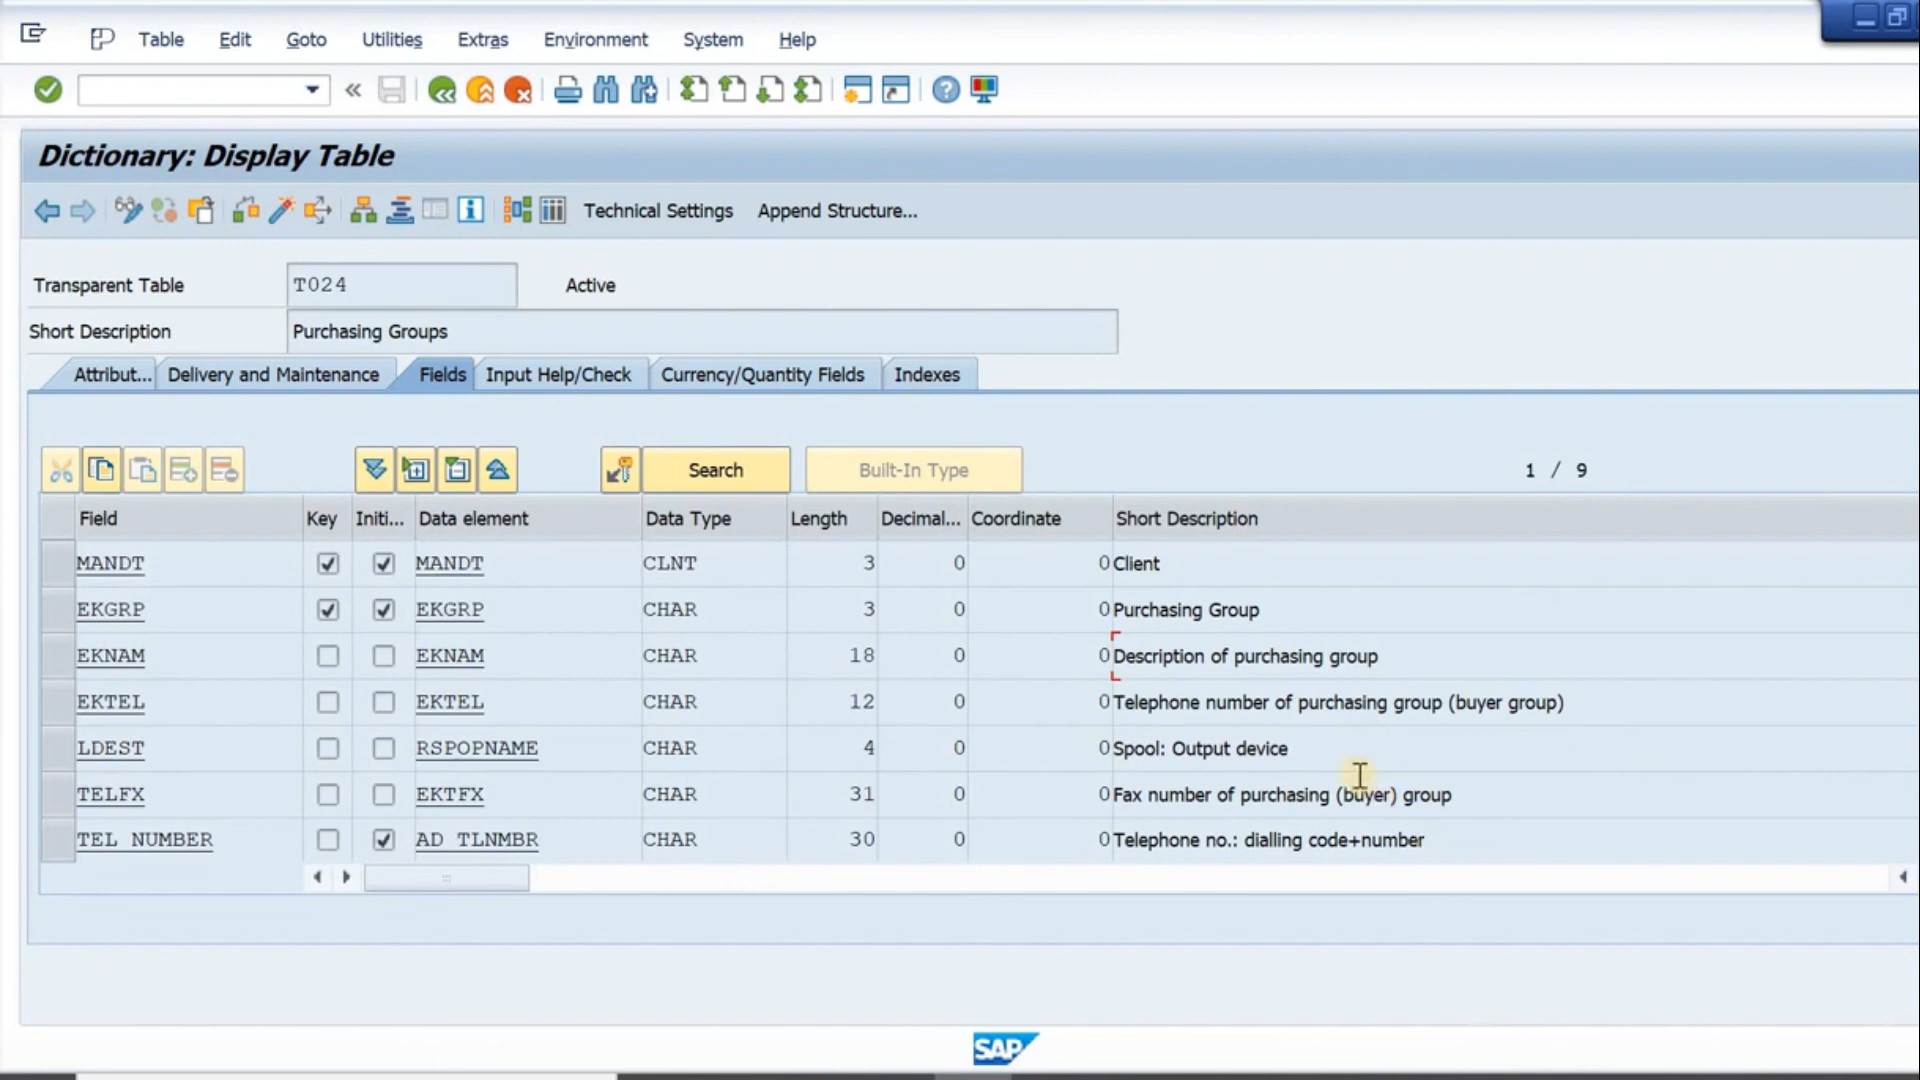 Table Edit Goto Utilities Extras Environment System Help
Dictionary: Display Table
Technical Settings Append Structure...
Transparent Table T024 Active
Short Description Purchasing Groups
Attribut... Delivery and Maintenance Fields Input Help/Check Currency/Quantity Fields Indexes
Search Built-In Type 1 / 9
Field Key Initi... Data element Data Type Length Decimal... Coordinate Short Description
MANDT MANDT CLNT 3 0 0 Client
EKGRP EKGRP CHAR 3 0 0 Purchasing Group
EKNAM EKNAM CHAR 18 0 0 Description of purchasing group
EKTEL EKTEL CHAR 12 0 0 Telephone number of purchasing group (buyer group)
LDEST RSPOPNAME CHAR 4 0 0 Spool: Output device
TELFX EKTFX CHAR 31 0 0 Fax number of purchasing (buyer) group
TEL NUMBER AD TLNMBR CHAR 30 0 0 Telephone no.: dialling code+number
SAP